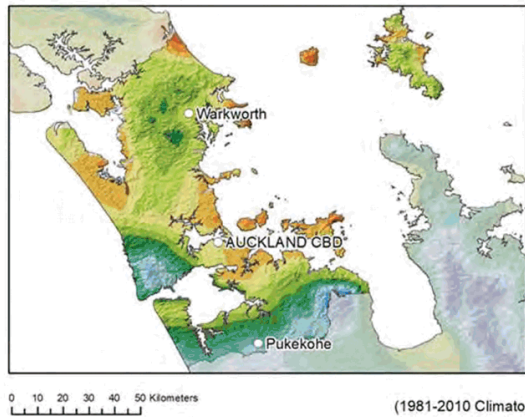 Warkworth
AUCKLAND CBD
Pukekohe
0 10 20 30 40 50 Kilometers
(1981-2010 Climato